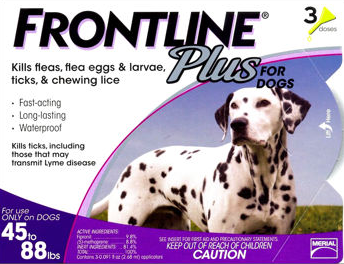 FRONTLINE®
Plus FOR DOGS
3 doses
Kills fleas, flea eggs & larvae,
ticks, & chewing lice
· Fast-acting
· Long-lasting
· Waterproof
Kills ticks, including
those that may
transmit Lyme disease
Lift Here
For use
ONLY on DOGS
45 to
88 lbs
ACTIVE INGREDIENTS:
Fipronil 9.8%
(S)-methoprene 8.8%
INERT INGREDIENTS 81.4%
100%
Contains 3-0.091 fl oz (2.68 ml) applicators
SEE INSERT FOR FIRST AID AND PRECAUTIONARY STATEMENTS.
KEEP OUT OF REACH OF CHILDREN
CAUTION
MERIAL